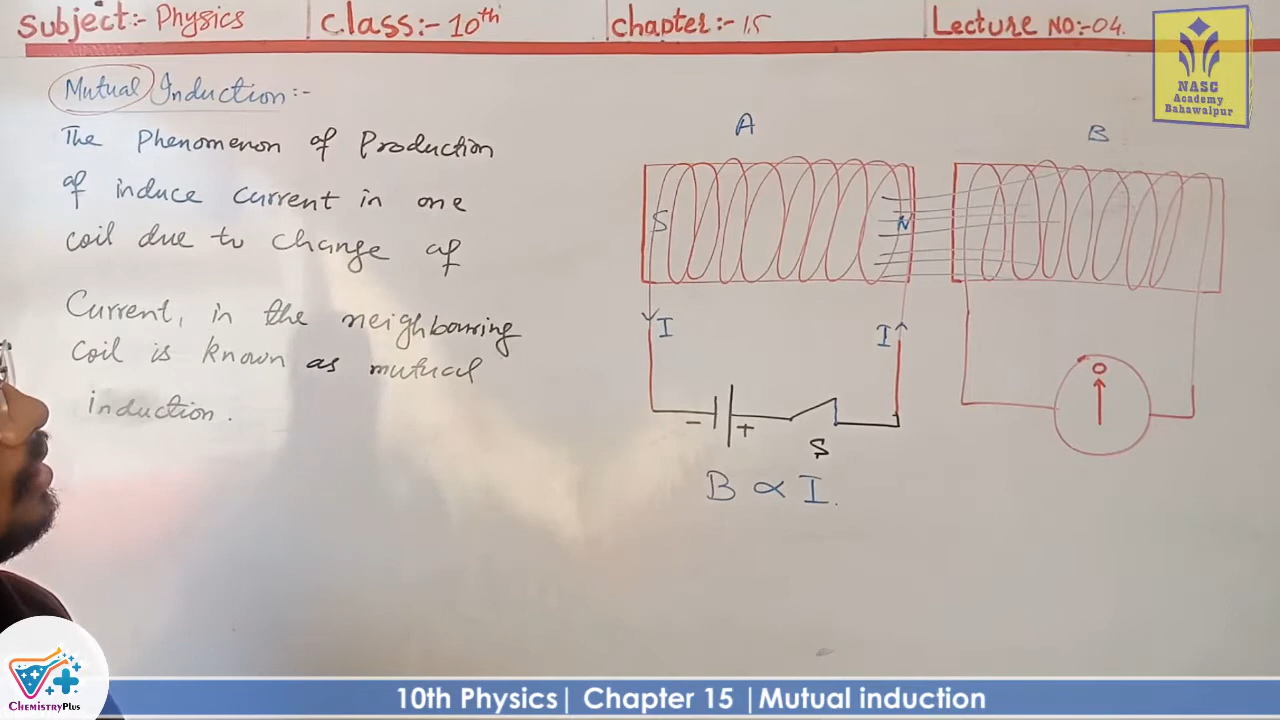 Subject:- Physics
Class:- 10th
Chapter:- 15
Lecture NO:-04.
NASC
Academy
Bahawalpur
Mutual Induction:-
The Phenomenon of Production
of induce current in one
coil due to change of
Current, in the neighbouring
coil is known as mutual
induction.
A
B
S
N
I
I
- +
S
O
B ∝ I.
ChemistryPlus
10th Physics| Chapter 15 |Mutual induction